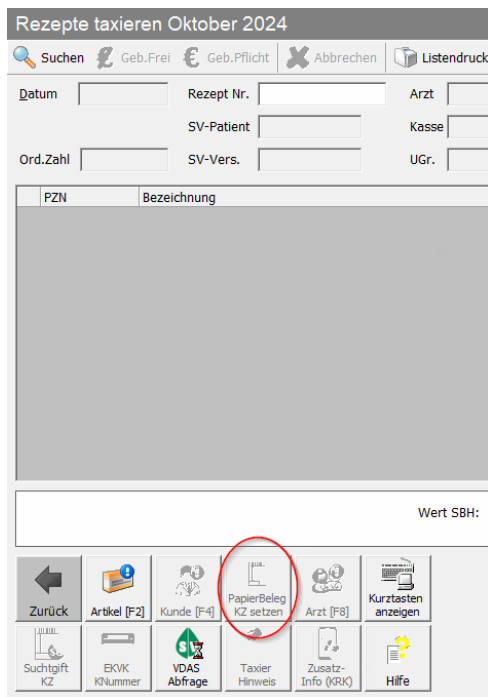 Rezepte taxieren Oktober 2024
Suchen Geb.Frei Geb.Pflicht Abbrechen Listendruck
Datum Rezept Nr. Arzt
SV-Patient Kasse
Ord.Zahl SV-Vers. UGr.
PZN Bezeichnung
Wert SBH:
Zurück Artikel [F2] Kunde [F4] PapierBeleg KZ setzen Arzt [F8] Kurztasten anzeigen
Suchtgift KZ EKVK KNummer VDAS Abfrage Taxier Hinweis Zusatz-Info (KRK) Hilfe